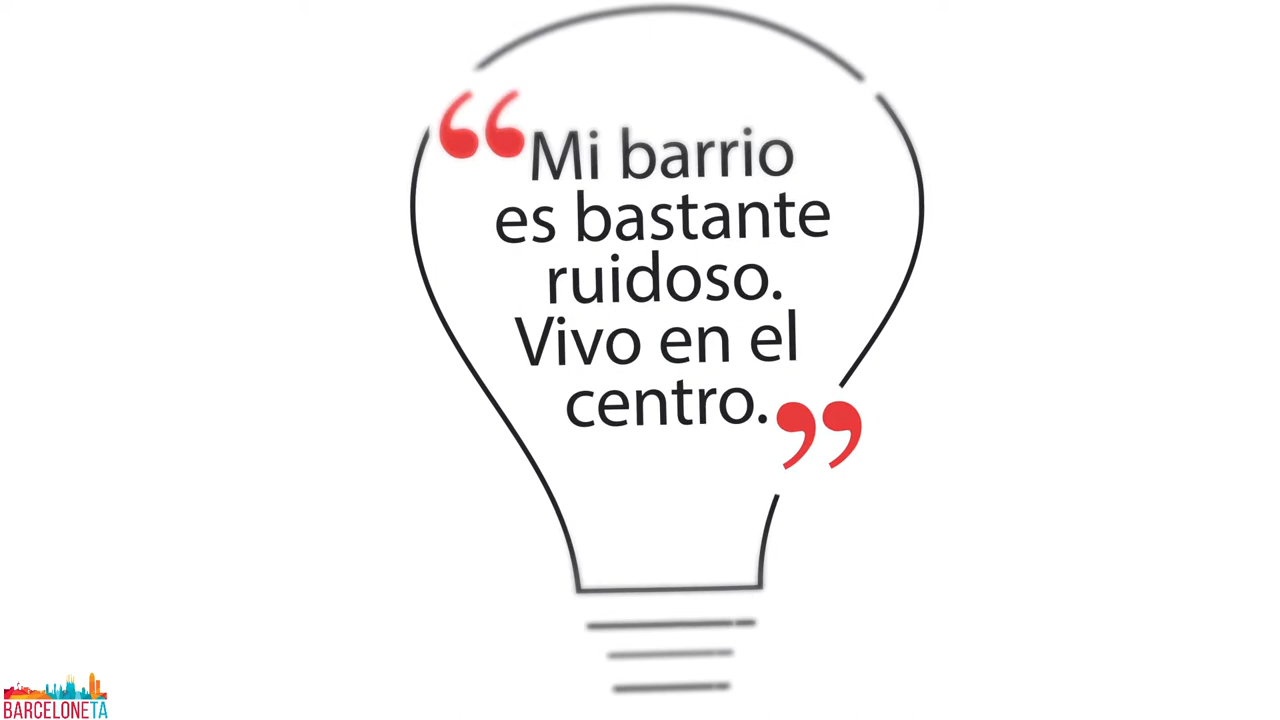 “Mi barrio
es bastante
ruidoso.
Vivo en el
centro.”
BARCELONETA